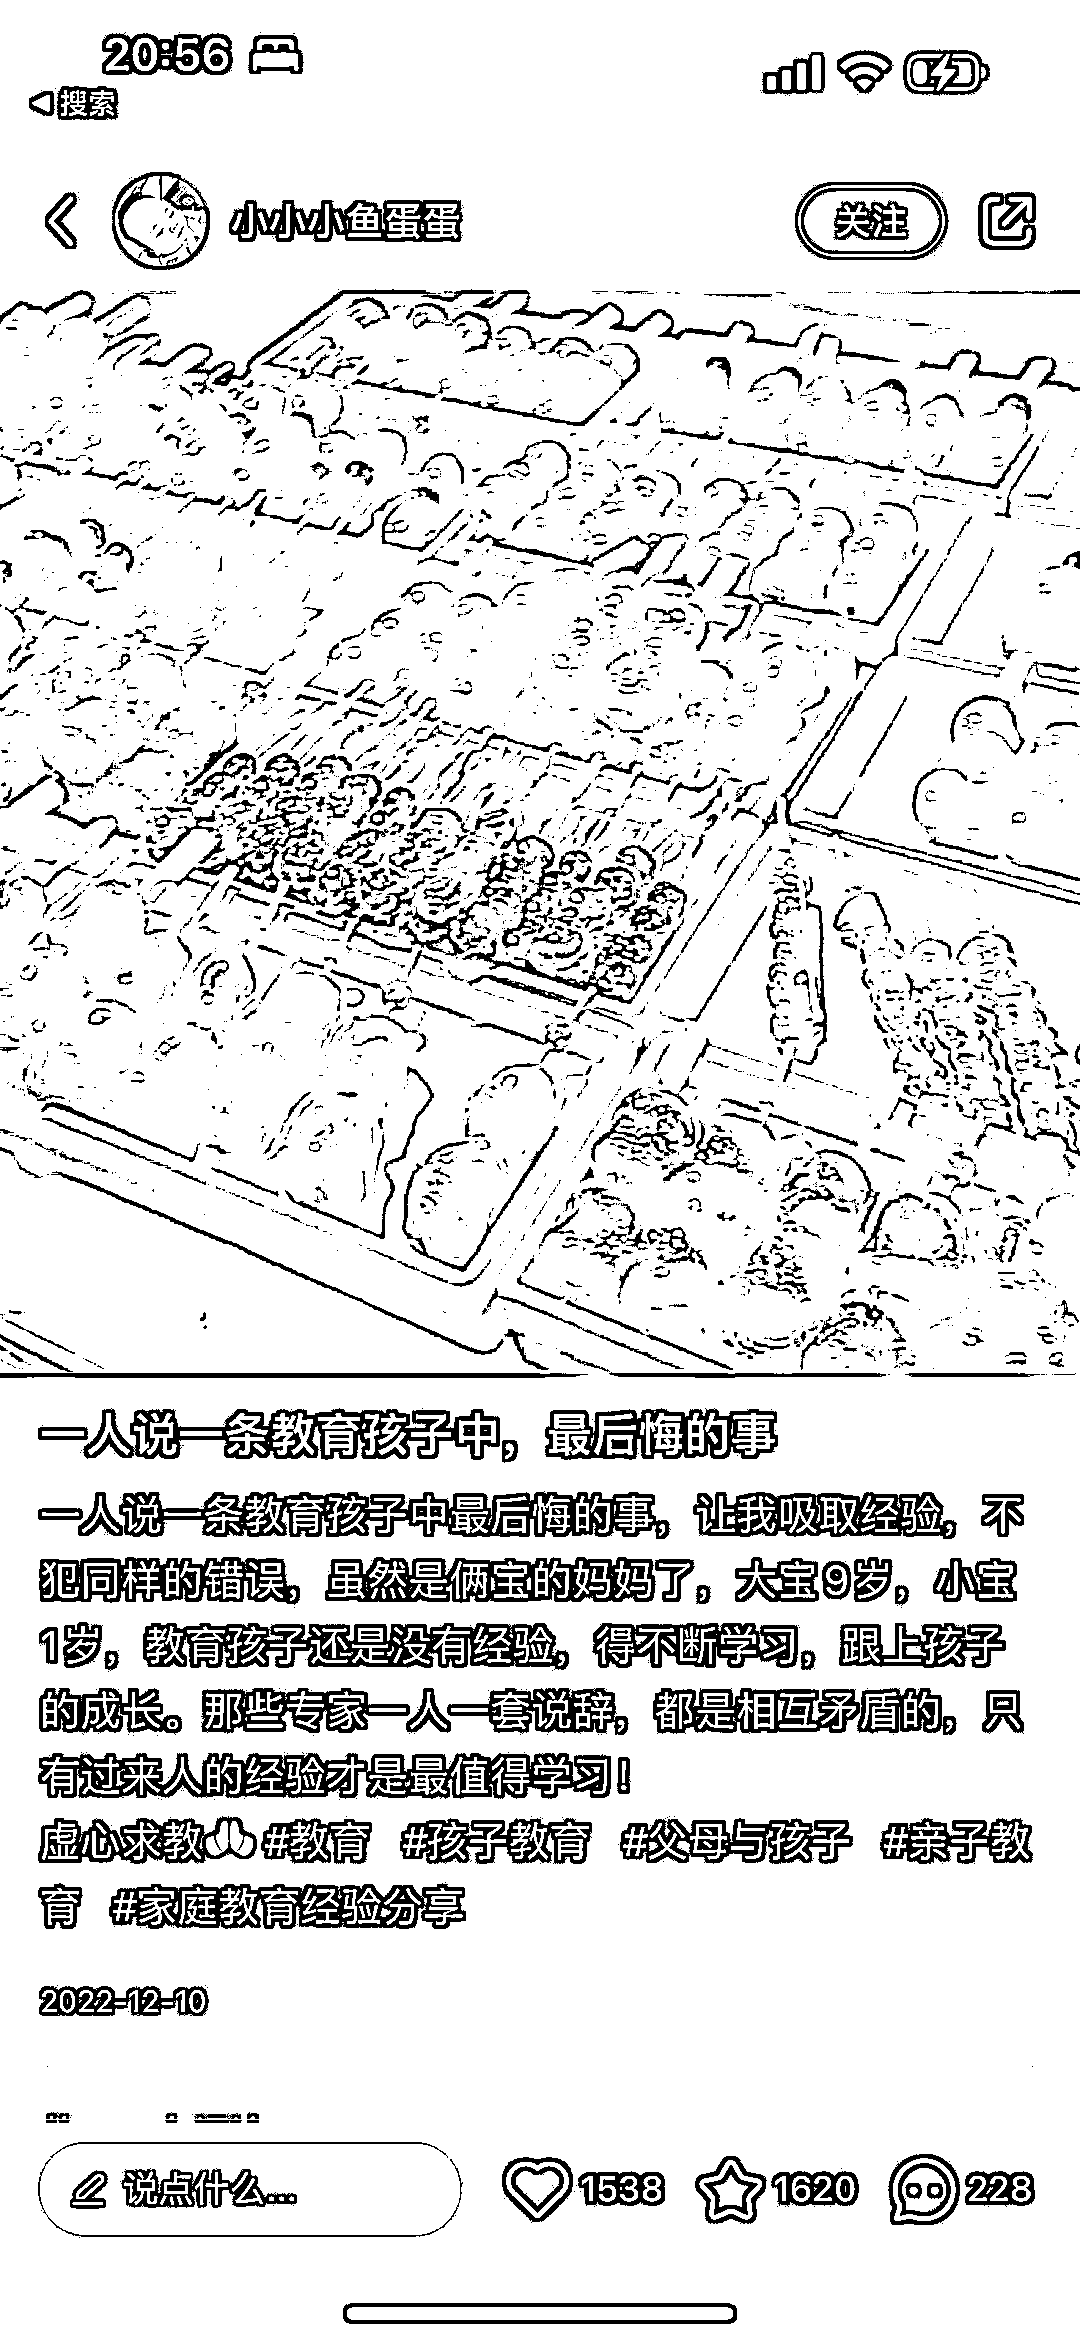 20:56
搜索
小小小鱼蛋蛋
关注
一人说一条教育孩子中，最后悔的事
一人说一条教育孩子中最后悔的事，让我吸取经验，不
犯同样的错误，虽然是俩宝的妈妈了，大宝9岁，小宝
1岁，教育孩子还是没有经验，得不断学习，跟上孩子
的成长。那些专家一人一套说辞，都是相互矛盾的，只
有过来人的经验才是最值得学习！
虚心求教🙏#教育 #孩子教育 #父母与孩子 #亲子教
育 #家庭教育经验分享
2022-12-10
说点什么...
1538
1620
228